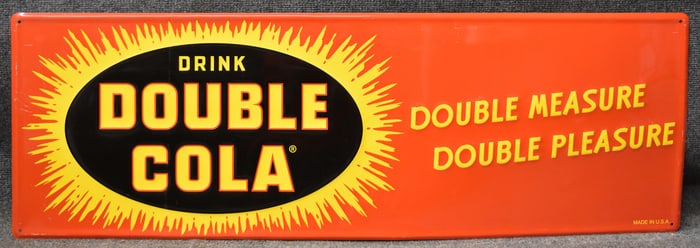 DRINK
DOUBLE
COLA®
DOUBLE MEASURE
DOUBLE PLEASURE
MADE IN U.S.A.